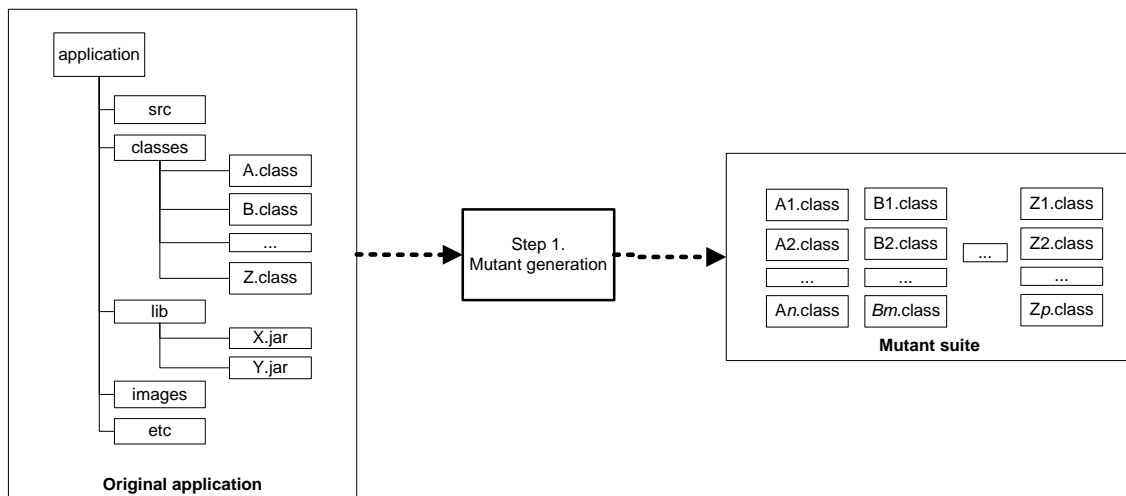 application
src
classes
A.class
B.class
...
Z.class
lib
X.jar
Y.jar
images
etc
Original application
Step 1.
Mutant generation
A1.class B1.class Z1.class
A2.class B2.class ... Z2.class
... ... ...
An.class Bm.class Zp.class
Mutant suite